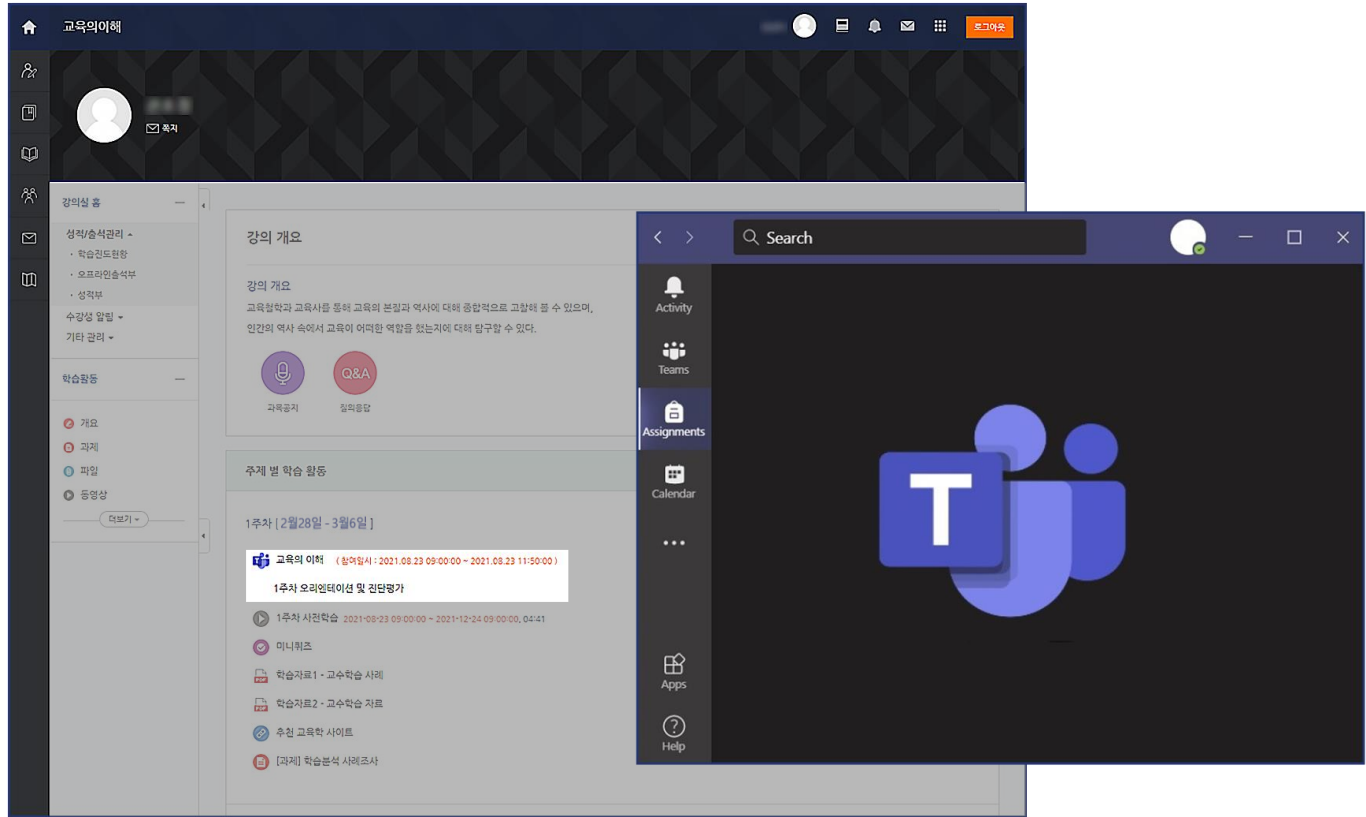 교육의이해
로그아웃
쪽지
강의실 홈
성적/출석관리
· 학습진도현황
· 오프라인출석부
· 성적부
수강생 알림
기타 관리
학습활동
개요
과제
파일
동영상
더보기
강의 개요
강의 개요
교육철학과 교육사를 통해 교육의 본질과 역사에 대해 종합적으로 고찰해 볼 수 있으며,
인간의 역사 속에서 교육이 어떠한 역할을 했는지에 대해 탐구할 수 있다.
Q&A
과목공지 질의응답
주제 별 학습 활동
1주차 [ 2월28일 - 3월6일 ]
교육의 이해 ( 참여일시 : 2021.08.23 09:00:00 ~ 2021.08.23 11:50:00 )
1주차 오리엔테이션 및 진단평가
1주차 사전학습 2021-08-23 09:00:00 ~ 2021-12-24 09:00:00, 04:41
미니퀴즈
PDF 학습자료1 - 교수학습 사례
PDF 학습자료2 - 교수학습 자료
추천 교육학 사이트
[과제] 학습분석 사례조사
Search
Activity
Teams
Assignments
Calendar
Apps
Help
T